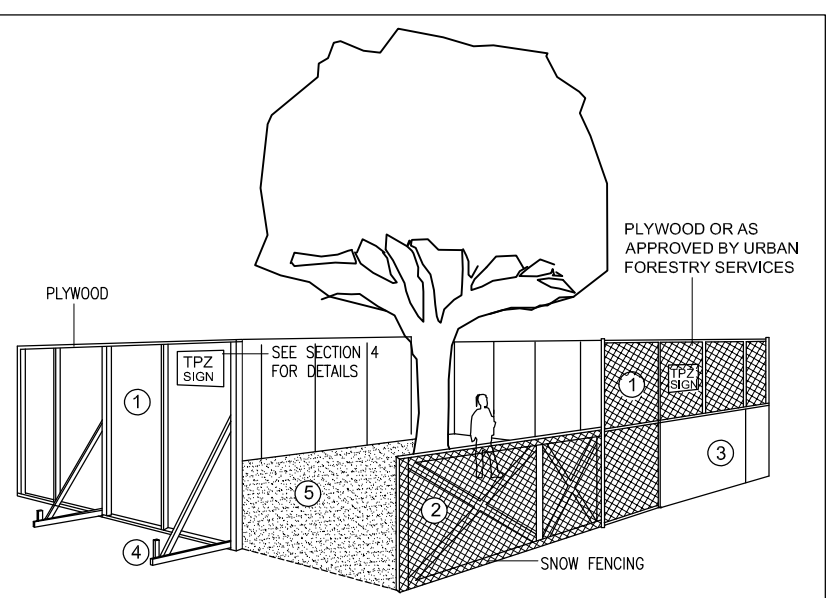 PLYWOOD OR AS
APPROVED BY URBAN
FORESTRY SERVICES
PLYWOOD
TPZ
SIGN
SEE SECTION 4
FOR DETAILS
TPZ
SIGN
1
1
3
5
2
4
SNOW FENCING